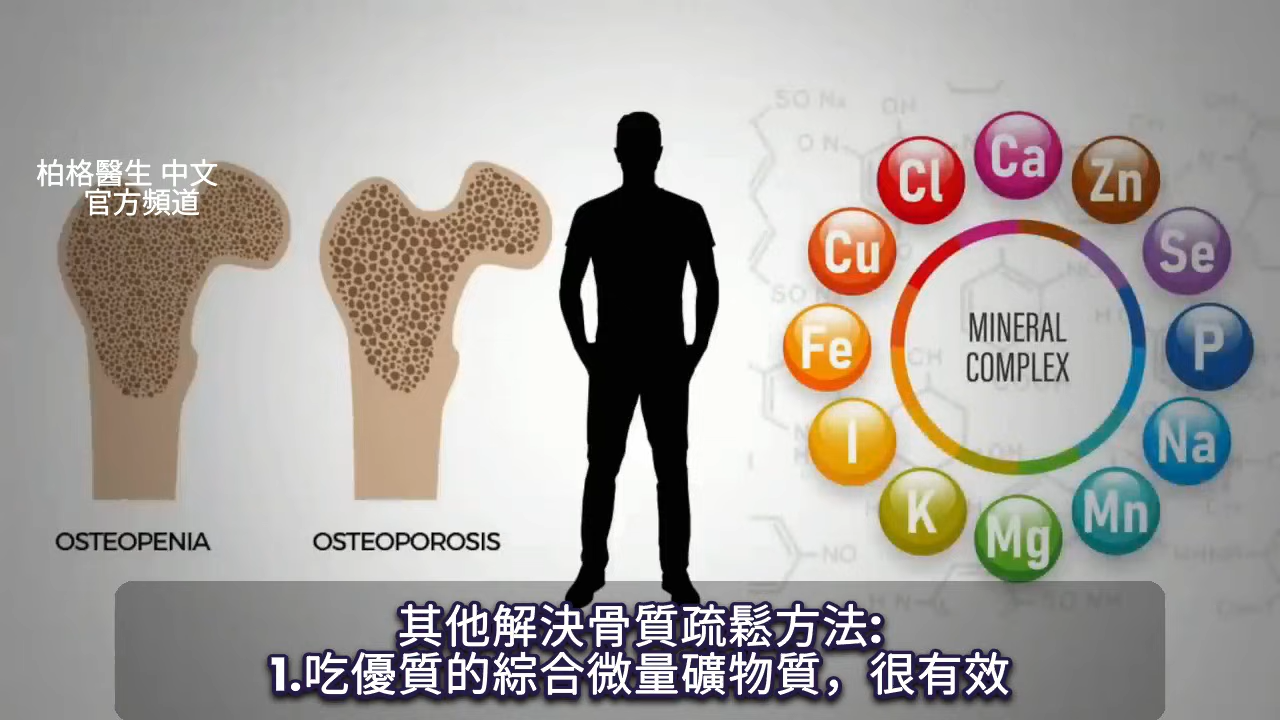 柏格醫生 中文
官方頻道
OSTEOPENIA
OSTEOPOROSIS
Cl
Ca
Zn
Cu
Se
Fe
P
I
Na
K
Mg
Mn
MINERAL
COMPLEX
其他解決骨質疏鬆方法:
1.吃優質的綜合微量礦物質，很有效